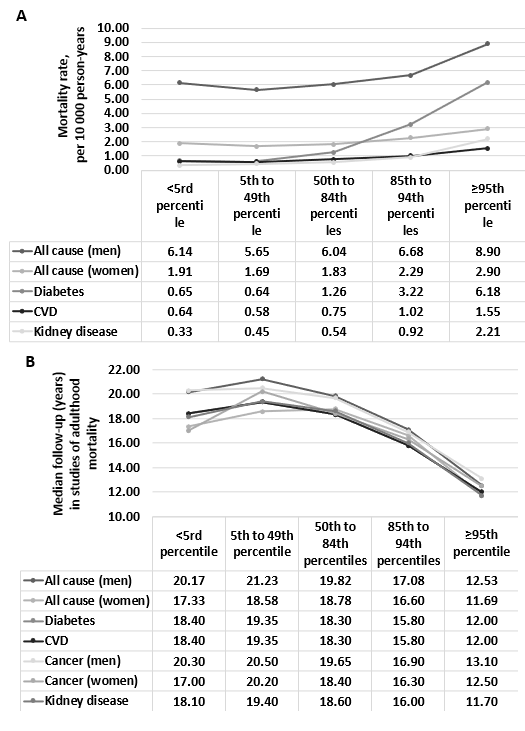 A
Mortality rate,
per 10 000 person-years
10.00
9.00
8.00
7.00
6.00
5.00
4.00
3.00
2.00
1.00
0.00
<5rd
percenti
le
5th to
49th
percenti
le
50th to
84th
percenti
les
85th to
94th
percenti
les
≥95th
percenti
le
All cause (men) 6.14 5.65 6.04 6.68 8.90
All cause (women) 1.91 1.69 1.83 2.29 2.90
Diabetes 0.65 0.64 1.26 3.22 6.18
CVD 0.64 0.58 0.75 1.02 1.55
Kidney disease 0.33 0.45 0.54 0.92 2.21
B
Median follow-up (years)
in studies of adulthood
mortality
22.00
20.00
18.00
16.00
14.00
12.00
10.00
<5rd
percentile
5th to 49th
percentile
50th to
84th
percentiles
85th to
94th
percentiles
≥95th
percentile
All cause (men) 20.17 21.23 19.82 17.08 12.53
All cause (women) 17.33 18.58 18.78 16.60 11.69
Diabetes 18.40 19.35 18.30 15.80 12.00
CVD 18.40 19.35 18.30 15.80 12.00
Cancer (men) 20.30 20.50 19.65 16.90 13.10
Cancer (women) 17.00 20.20 18.40 16.30 12.50
Kidney disease 18.10 19.40 18.60 16.00 11.70